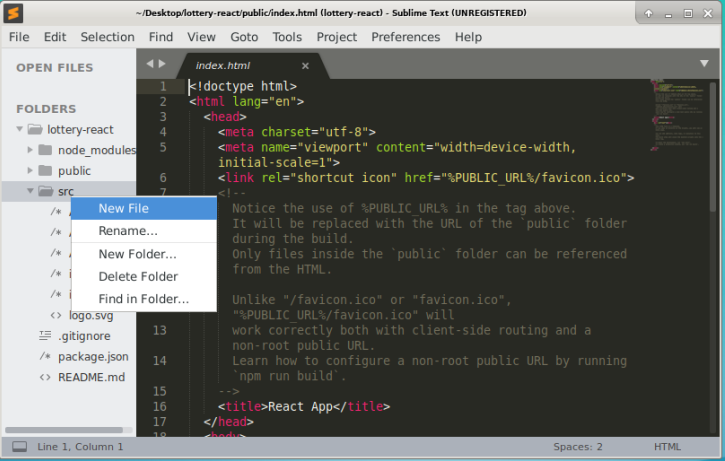 ~/Desktop/lottery-react/public/index.html (lottery-react) - Sublime Text (UNREGISTERED)
File Edit Selection Find View Goto Tools Project Preferences Help
OPEN FILES
FOLDERS
lottery-react
node_modules
public
src
/*
/*
/*
/*
/*
<> logo.svg
.gitignore
/* package.json
<> README.md
New File
Rename...
New Folder...
Delete Folder
Find in Folder...
index.html ×
1 <!doctype html>
2 <html lang="en">
3 <head>
4 <meta charset="utf-8">
5 <meta name="viewport" content="width=device-width,
initial-scale=1">
6 <link rel="shortcut icon" href="%PUBLIC_URL%/favicon.ico">
7 <!--
Notice the use of %PUBLIC_URL% in the tag above.
It will be replaced with the URL of the `public` folder
during the build.
Only files inside the `public` folder can be referenced
from the HTML.
Unlike "/favicon.ico" or "favicon.ico",
"%PUBLIC_URL%/favicon.ico" will
13 work correctly both with client-side routing and a
non-root public URL.
14 Learn how to configure a non-root public URL by running
`npm run build`.
15 -->
16 <title>React App</title>
17 </head>
18 <body>
Line 1, Column 1
Spaces: 2
HTML